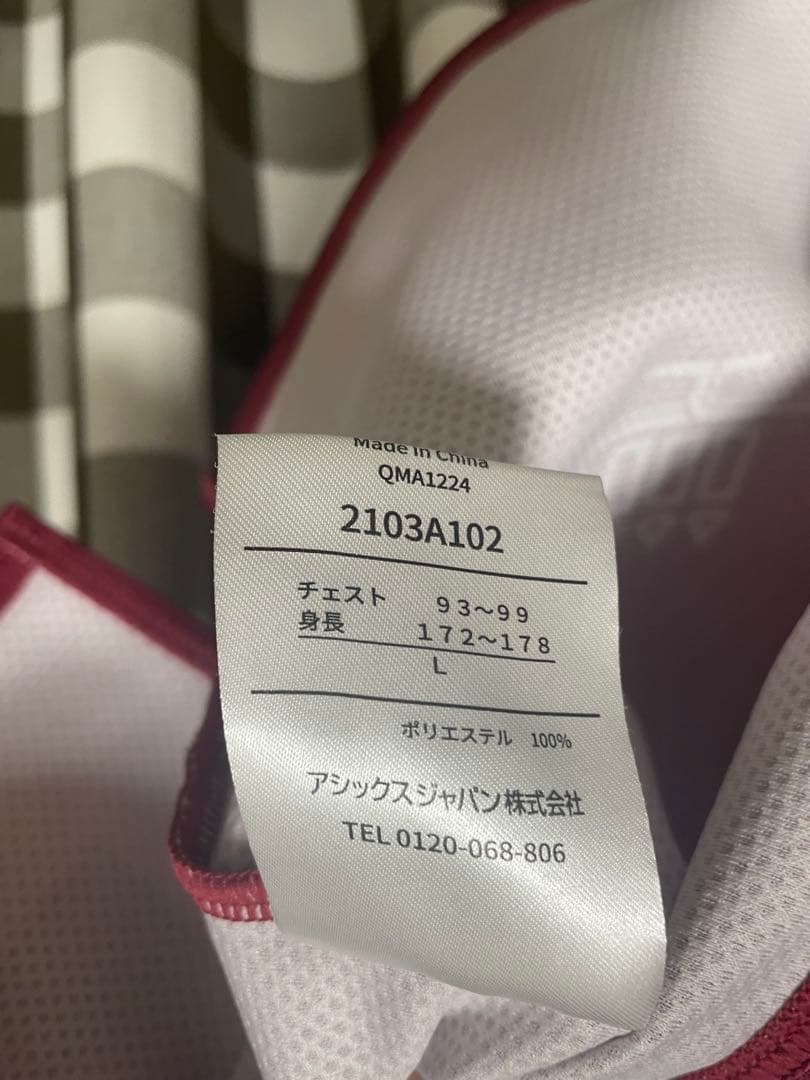 Made in China
QMA1224
2103A102
チェスト 93～99
身長 172～178
L
ポリエステル 100%
アシックスジャパン株式会社
TEL 0120-068-806